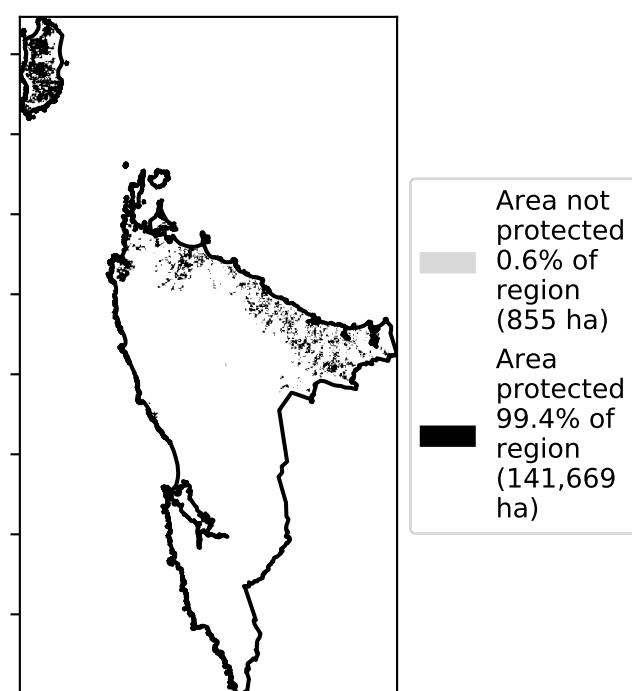 Area not
protected
0.6% of
region
(855 ha)
Area
protected
99.4% of
region
(141,669
ha)